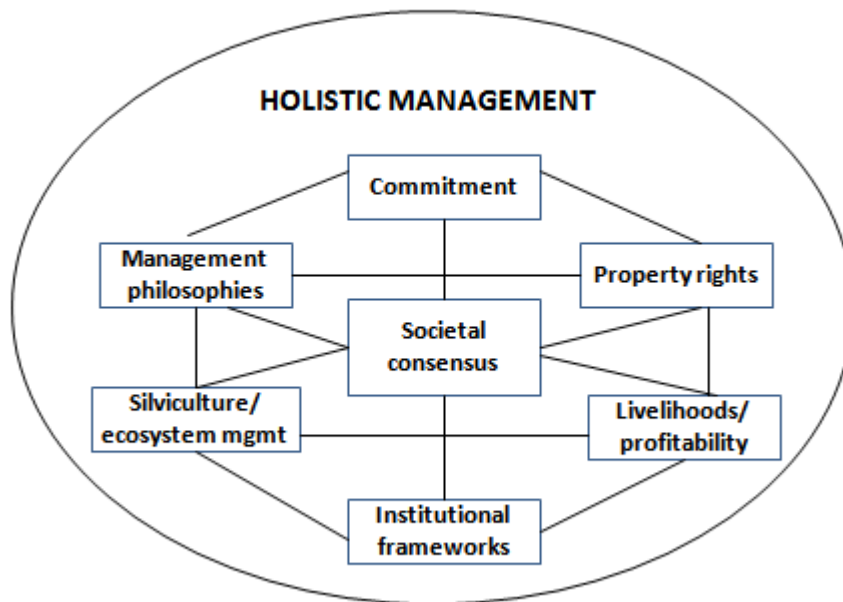 HOLISTIC MANAGEMENT
Commitment
Management
philosophies
Property rights
Societal
consensus
Silviculture/
ecosystem mgmt
Livelihoods/
profitability
Institutional
frameworks